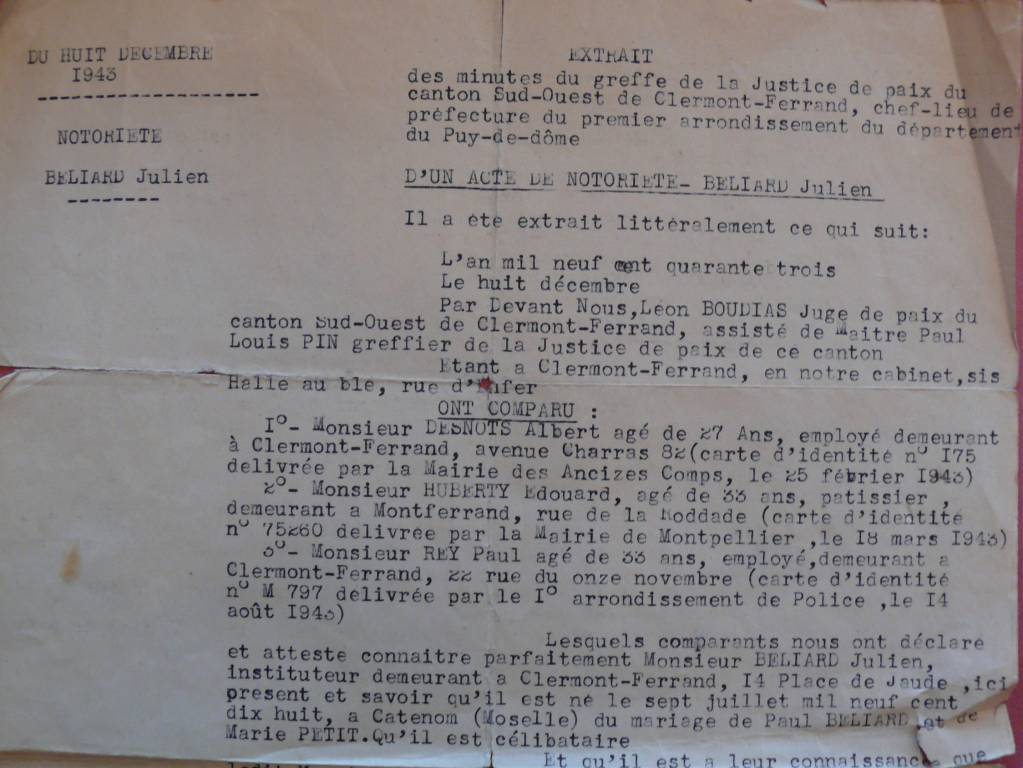 DU HUIT DECEMBRE
I943
NOTORIETE
BELIARD Julien
EXTRAIT
des minutes du greffe de la Justice de paix du
canton Sud-Ouest de Clermont-Ferrand, chef-lieu de
préfecture du premier arrondissement du département
du Puy-de-dôme
D'UN ACTE DE NOTORIETE- BELIARD Julien
Il a éte extrait littéralement ce qui suit:
L'an mil neuf cent quarante trois
Le huit décembre
Par Devant Nous,Léon BOUDIAS Juge de paix du
canton Sud-Ouest de Clermont-Ferrand, assisté de Maitre Paul
Louis PIN greffier de la Justice de paix de ce canton
Etant a Clermont-Ferrand, en notre cabinet,sis
Halle au blé, rue d'Enfer
ONT COMPARU :
I°- Monsieur DESNOTS Albert agé de 27 Ans, employé demeurant
à Clermont-Ferrand, avenue Charras 82(carte d'identité n° I75
delivrée par la Mairie des Ancizes Comps, le 25 février I943)
2°- Monsieur HUBERTY Edouard, agé de 33 ans, patissier ,
demeurant a Montferrand, rue de la Roddade (carte d'identité
n° 75260 delivrée par la Mairie de Montpellier ,le I8 mars I943)
3°- Monsieur REY Paul agé de 33 ans, employé,demeurant a
Clermont-Ferrand, 22 rue du onze novembre (carte d'identité
n° M 797 delivrée par le I° arrondissement de Police ,le I4
août I943)
Lesquels comparants nous ont déclare
et atteste connaitre parfaitement Monsieur BELIARD Julien,
instituteur demeurant a Clermont-Ferrand, I4 Place de Jaude ,ici
present et savoir qu'il est né le sept juillet mil neuf cent
dix huit, a Catenom (Moselle) du mariage de Paul BELIARD et de
Marie PETIT.Qu'il est célibataire
Et qu'il est a leur connaissance que